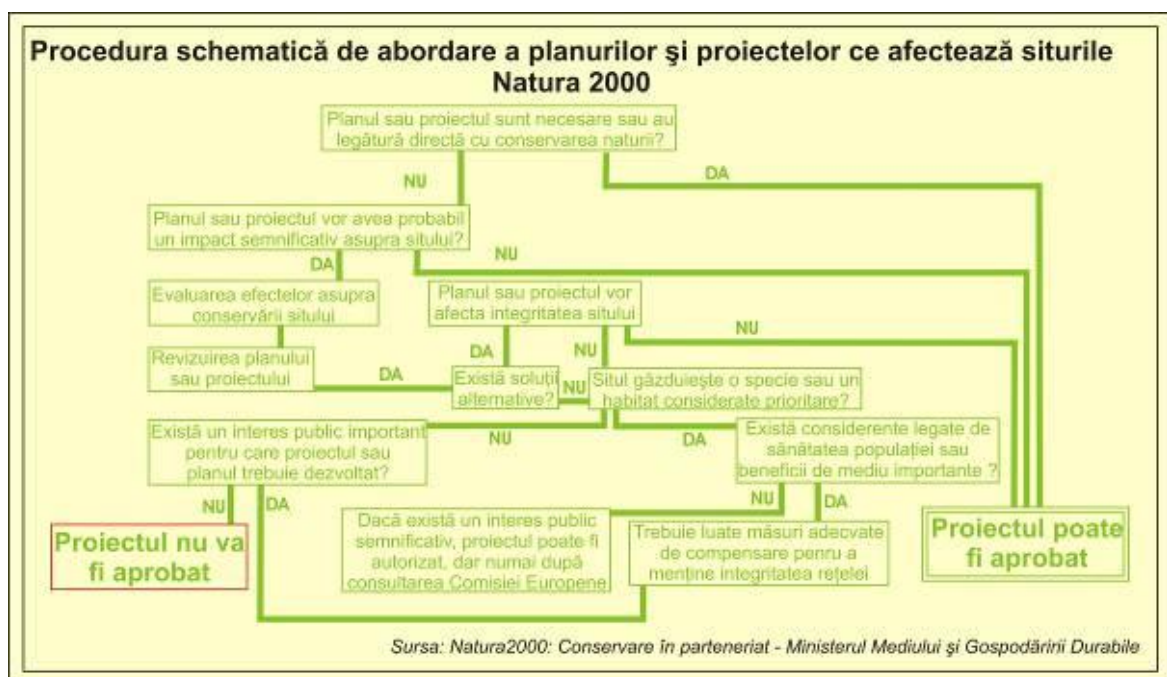 Procedura schematică de abordare a planurilor şi proiectelor ce afectează siturile
Natura 2000
Planul sau proiectul sunt necesare sau au
legătură directă cu conservarea naturii?
NU
DA
Planul sau proiectul vor avea probabil
un impact semnificativ asupra sitului?
DA
NU
Evaluarea efectelor asupra
conservării sitului
Planul sau proiectul vor
afecta integritatea sitului
NU
DA
NU
Revizuirea planului
sau proiectului
DA
Există soluţii
alternative?
NU
Situl găzduieşte o specie sau un
habitat considerate prioritare?
Există un interes public important
pentru care proiectul sau
planul trebuie dezvoltat?
NU
DA
Există considerente legate de
sănătatea populaţiei sau
beneficii de mediu importante ?
NU
DA
NU
DA
Proiectul nu va
fi aprobat
Dacă există un interes public
semnificativ, proiectul poate fi
autorizat, dar numai după
consultarea Comisiei Europene
Trebuie luate măsuri adecvate
de compensare penru a
menţine integritatea reţelei
Proiectul poate
fi aprobat
Sursa: Natura2000: Conservare în parteneriat - Ministerul Mediului şi Gospodăririi Durabile